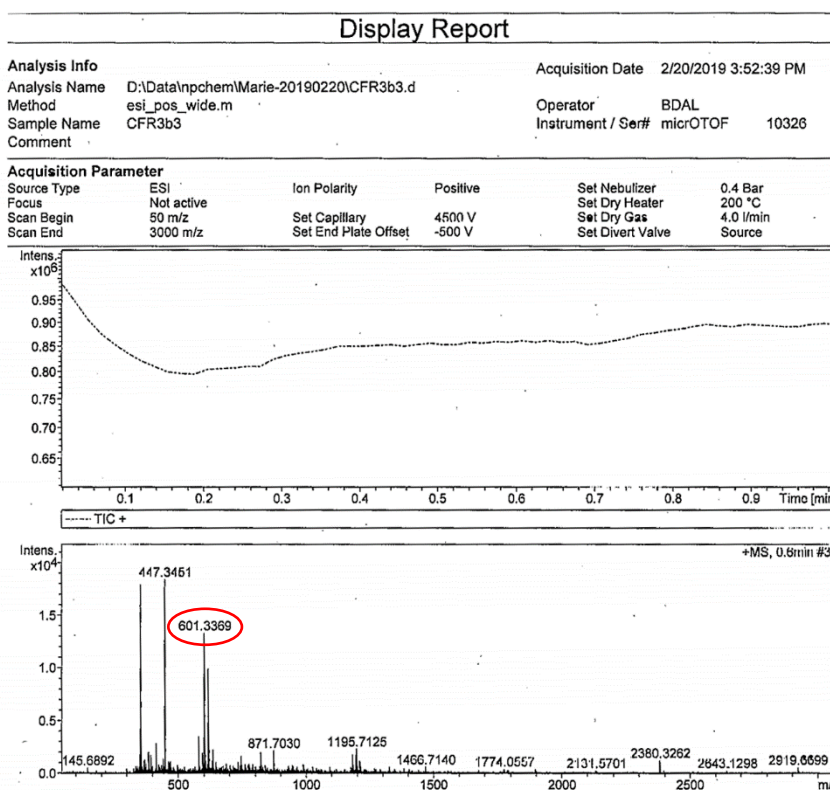 Display Report
Analysis Info
Acquisition Date 2/20/2019 3:52:39 PM
Analysis Name D:\Data\npchem\Marie-20190220\CFR3b3.d
Method esi_pos_wide.m Operator BDAL
Sample Name CFR3b3 Instrument / Ser# micrOTOF 10326
Comment
Acquisition Parameter
Source Type ESI Ion Polarity Positive Set Nebulizer 0.4 Bar
Focus Not active Set Dry Heater 200 °C
Scan Begin 50 m/z Set Capillary 4500 V Set Dry Gas 4.0 l/min
Scan End 3000 m/z Set End Plate Offset -500 V Set Divert Valve Source
Intens.
x10⁶
0.95
0.90
0.85
0.80
0.75
0.70
0.65
0.1 0.2 0.3 0.4 0.5 0.6 0.7 0.8 0.9 Time [min
TIC +
Intens.
x10⁴
+MS, 0.6min #3
447.3451
1.5
601.3369
1.0
0.5
871.7030
1195.7125
145.6892
1466.7140
1774.0557
2131.5701
2380.3262
2643.1298
2919.6699
0.0
500 1000 1500 2000 2500 m